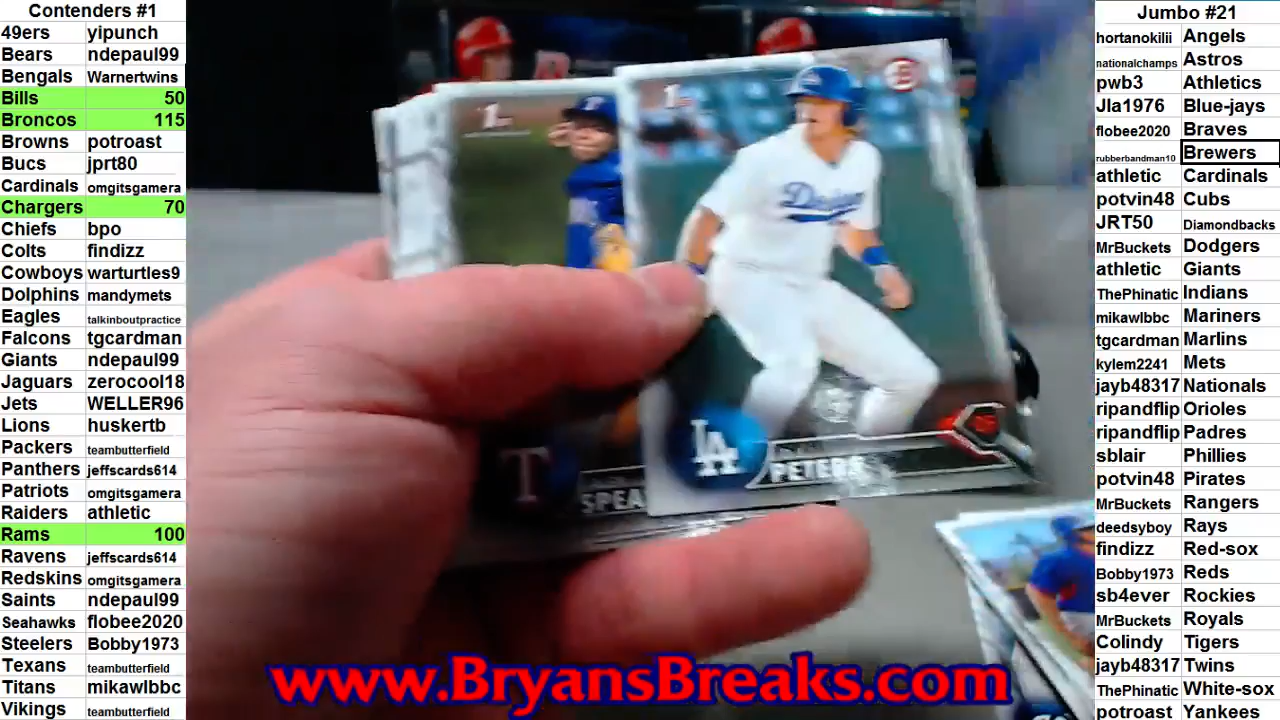 Contenders #1
49ers yipunch
Bears ndepaul99
Bengals Warnertwins
Bills 50
Broncos 115
Browns potroast
Bucs jprt80
Cardinals omgitsgamera
Chargers 70
Chiefs bpo
Colts findizz
Cowboys warturtles9
Dolphins mandymets
Eagles talkinboutpractice
Falcons tgcardman
Giants ndepaul99
Jaguars zerocool18
Jets WELLER96
Lions huskertb
Packers teambutterfield
Panthers jeffscards614
Patriots omgitsgamera
Raiders athletic
Rams 100
Ravens jeffscards614
Redskins omgitsgamera
Saints ndepaul99
Seahawks flobee2020
Steelers Bobby1973
Texans teambutterfield
Titans mikawlbbc
Vikings teambutterfield
1st
1st
Dodgers
LA
PETERS
T
SPEA
www.BryansBreaks.com
Jumbo #21
hortanokilii Angels
nationalchamps Astros
pwb3 Athletics
Jla1976 Blue-jays
flobee2020 Braves
rubberbandman10 Brewers
athletic Cardinals
potvin48 Cubs
JRT50 Diamondbacks
MrBuckets Dodgers
athletic Giants
ThePhinatic Indians
mikawlbbc Mariners
tgcardman Marlins
kylem2241 Mets
jayb48317 Nationals
ripandflip Orioles
ripandflip Padres
sblair Phillies
potvin48 Pirates
MrBuckets Rangers
deedsyboy Rays
findizz Red-sox
Bobby1973 Reds
sb4ever Rockies
MrBuckets Royals
Colindy Tigers
jayb48317 Twins
ThePhinatic White-sox
potroast Yankees